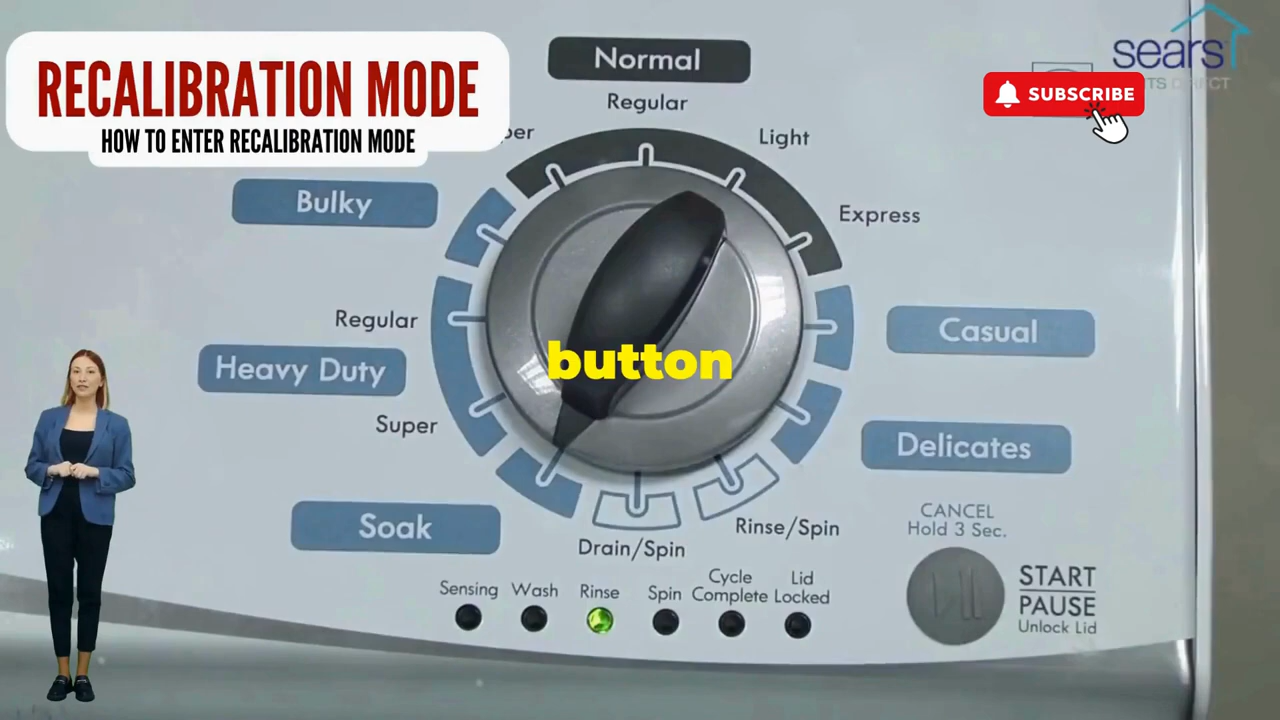 RECALIBRATION MODE
HOW TO ENTER RECALIBRATION MODE
sears
SUBSCRIBE
Normal
Regular
Light
Express
Bulky
Regular
Heavy Duty
Super
Soak
Casual
Delicates
Rinse/Spin
Drain/Spin
button
CANCEL
Hold 3 Sec.
START
PAUSE
Unlock Lid
Sensing
Wash
Rinse
Spin
Cycle
Complete
Lid
Locked